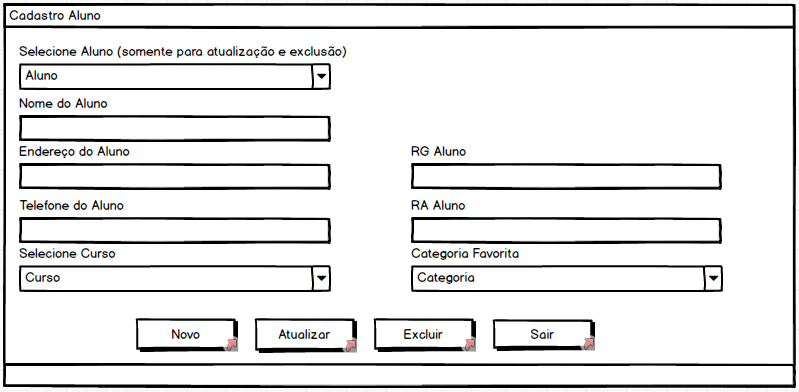 Cadastro Aluno
Selecione Aluno (somente para atualização e exclusão)
Aluno
Nome do Aluno
Endereço do Aluno
RG Aluno
Telefone do Aluno
RA Aluno
Selecione Curso
Categoria Favorita
Curso
Categoria
Novo
Atualizar
Excluir
Sair